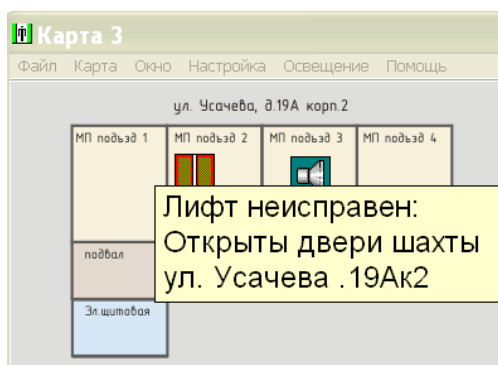 Карта 3
Файл Карта Окно Настройка Освещение Помощь
ул. Усачева, д.19А корп.2
МП подъезд 1 МП подъезд 2 МП подъезд 3 МП подъезд 4
Лифт неисправен:
Открыты двери шахты
ул. Усачева .19Ак2
подвал
Эл.щитовая